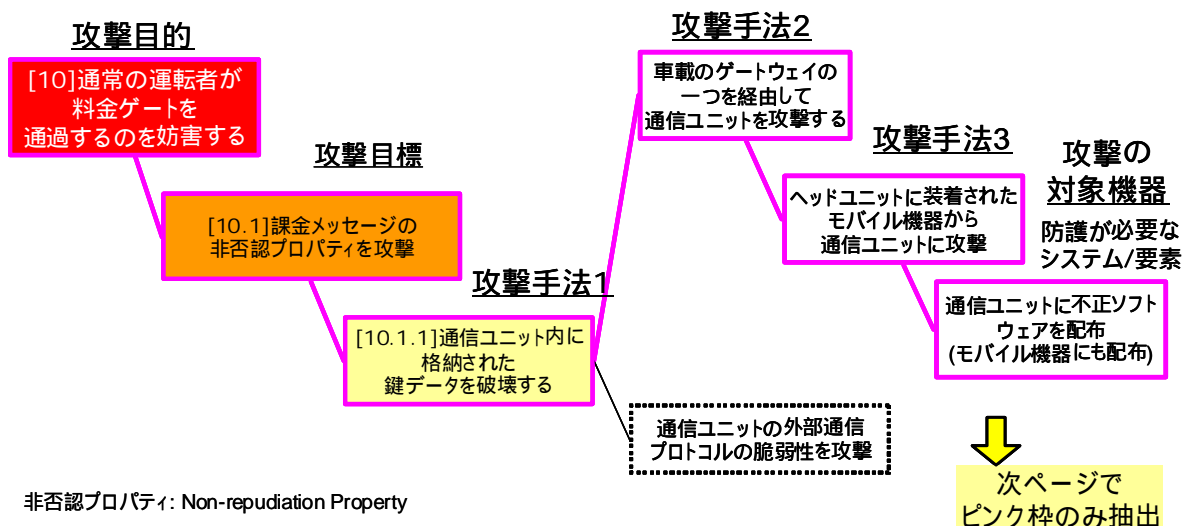 攻撃目的
[10]通常の運転者が
料金ゲートを
通過するのを妨害する
攻撃目標
[10.1]課金メッセージの
非否認プロパティを攻撃
攻撃手法1
[10.1.1]通信ユニット内に
格納された
鍵データを破壊する
攻撃手法2
車載のゲートウェイの
一つを経由して
通信ユニットを攻撃する
通信ユニットの外部通信
プロトコルの脆弱性を攻撃
攻撃手法3
ヘッドユニットに装着された
モバイル機器から
通信ユニットに攻撃
攻撃の
対象機器
防護が必要な
システム/要素
通信ユニットに不正ソフト
ウェアを配布
(モバイル機器にも配布)
次ページで
ピンク枠のみ抽出
非否認プロパティ: Non-repudiation Property